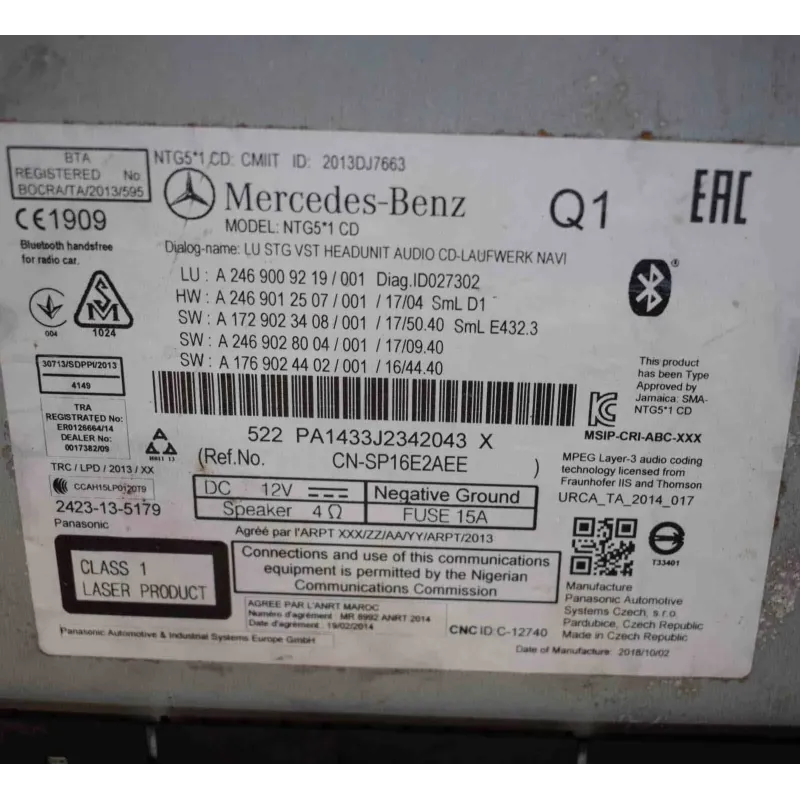 BTA
REGISTERED No
BOCRA/TA/2013/595
NTG5*1 CD: CMIIT ID: 2013DJ7663
Mercedes-Benz
Q1
EAC
MODEL: NTG5*1 CD
CE1909
Bluetooth handsfree
for radio car.
Dialog-name: LU STG VST HEADUNIT AUDIO CD-LAUFWERK NAVI
LU : A 246 900 92 19 / 001 Diag.ID027302
HW : A 246 901 25 07 / 001 / 17/04 SmL D1
SW : A 172 902 34 08 / 001 / 17/50.40 SmL E432.3
SW : A 246 902 80 04 / 001 / 17/09.40
SW : A 176 902 44 02 / 001 / 16/44.40
004
1024
30713/SDPPI/2013
4149
TRA
REGISTRATED No:
ER0126664/14
DEALER No:
0017382/09
This product
has been Type
Approved by
Jamaica: SMA-
NTG5*1 CD
MSIP-CRI-ABC-XXX
522 PA1433J2342043 X
(Ref.No. CN-SP16E2AEE )
TRC / LPD / 2013 / XX
CCAH15LP0120T9
2423-13-5179
Panasonic
DC 12V
Negative Ground
Speaker 4 Ω
FUSE 15A
MPEG Layer-3 audio coding
technology licensed from
Fraunhofer IIS and Thomson
URCA_TA_2014_017
Agréé par l'ARPT XXX/ZZ/AA/YY/ARPT/2013
CLASS 1
LASER PRODUCT
Connections and use of this communications
equipment is permitted by the Nigerian
Communications Commission
T33401
AGREE PAR L'ANRT MAROC
Numéro d'agrément: MR 8992 ANRT 2014
Date d'agrément: 19/02/2014
CNC ID: C-12740
Manufacture
Panasonic Automotive
Systems Czech, s.r.o.
Pardubice, Czech Republic
Made in Czech Republic
Panasonic Automotive & Industrial Systems Europe GmbH
Date of Manufacture: 2018/10/02